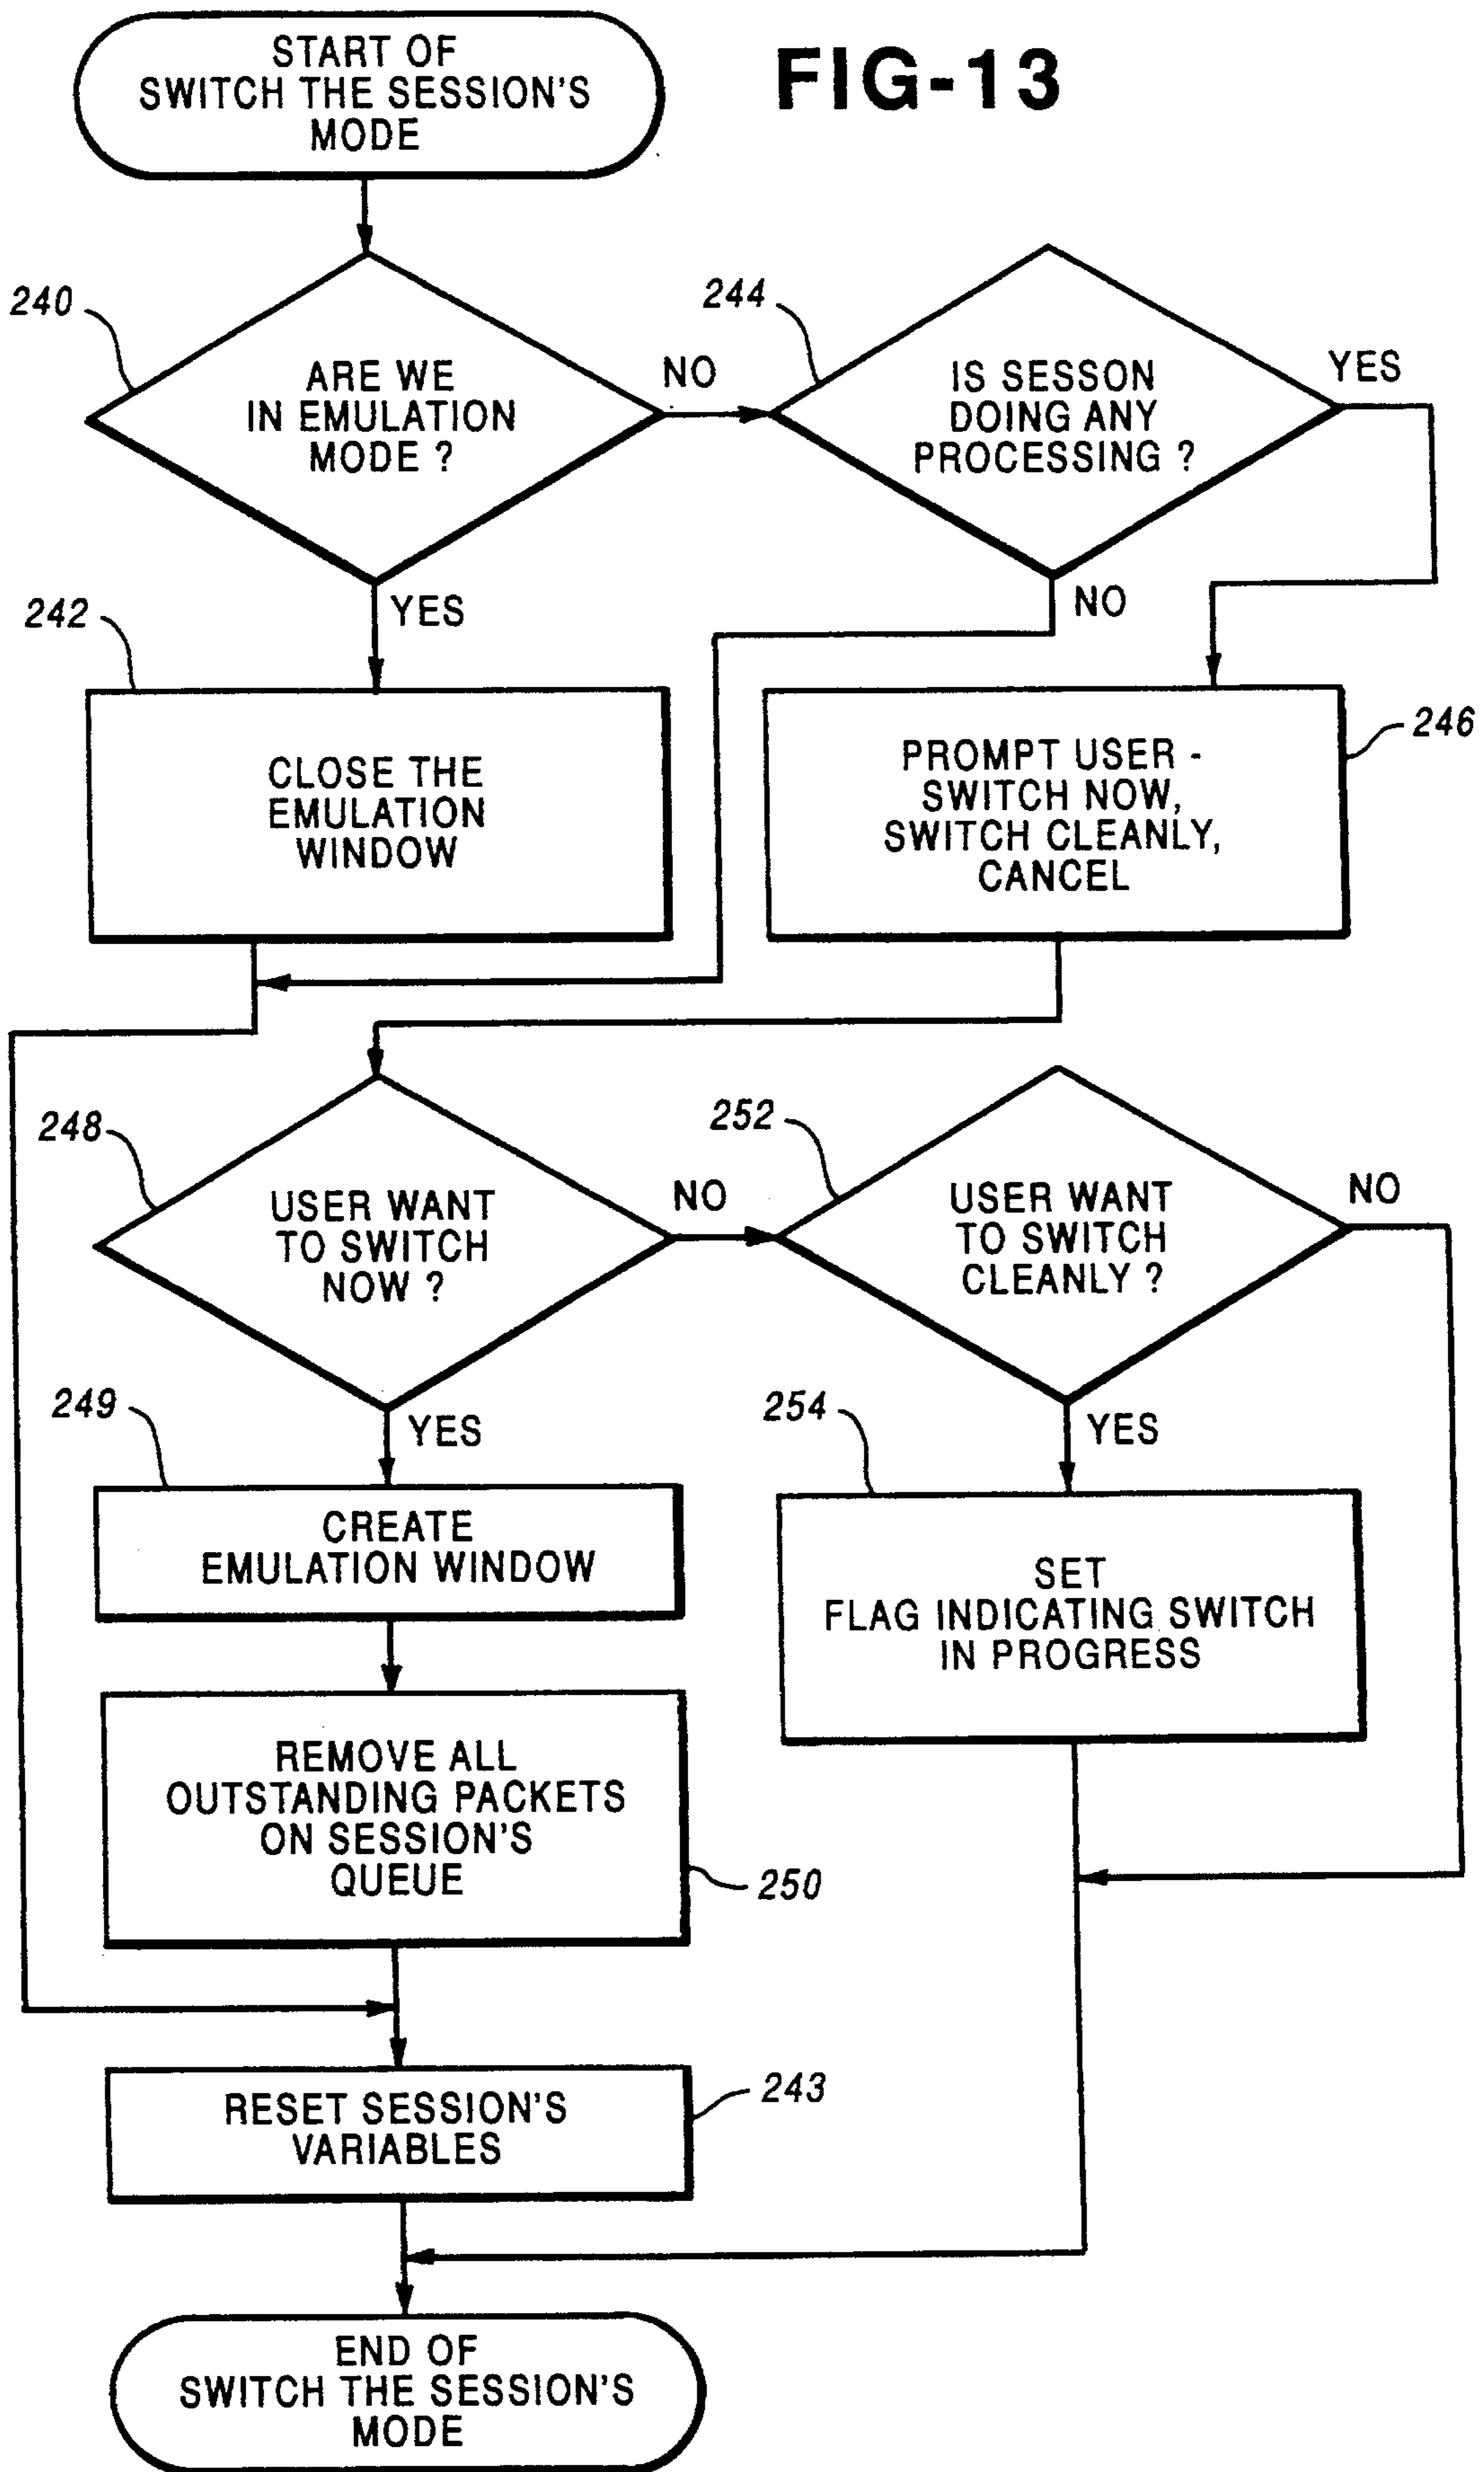 START OF
SWITCH THE SESSION'S
MODE
FIG-13
240
ARE WE
IN EMULATION
MODE ?
NO
YES
244
IS SESSON
DOING ANY
PROCESSING ?
YES
NO
242
CLOSE THE
EMULATION
WINDOW
PROMPT USER -
SWITCH NOW,
SWITCH CLEANLY,
CANCEL
246
248
USER WANT
TO SWITCH
NOW ?
NO
YES
252
USER WANT
TO SWITCH
CLEANLY ?
NO
YES
249
CREATE
EMULATION WINDOW
254
SET
FLAG INDICATING SWITCH
IN PROGRESS
REMOVE ALL
OUTSTANDING PACKETS
ON SESSION'S
QUEUE
250
RESET SESSION'S
VARIABLES
243
END OF
SWITCH THE SESSION'S
MODE